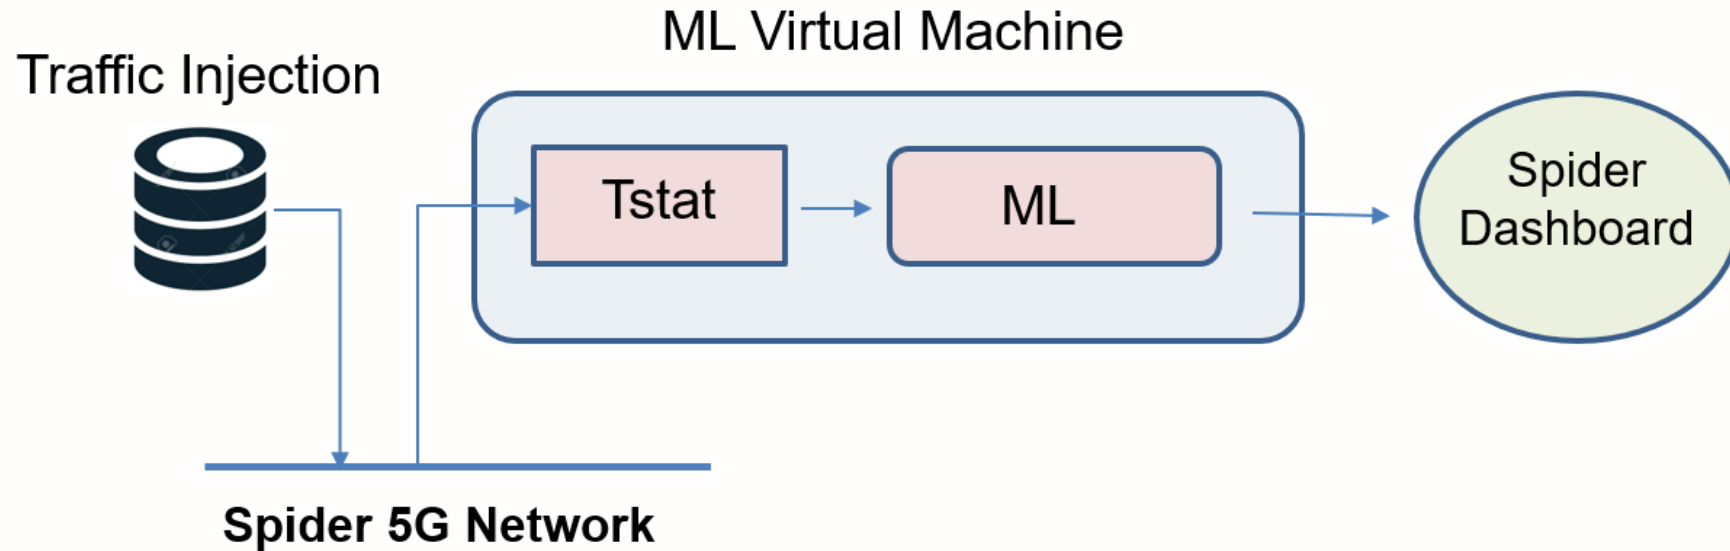 ML Virtual Machine
Traffic Injection
Tstat
ML
Spider
Dashboard
Spider 5G Network